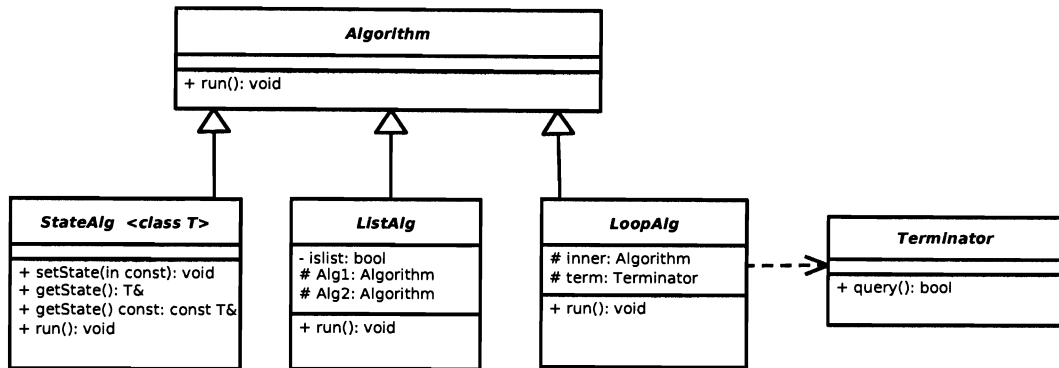 Algorithm
+ run(): void
StateAlg <class T>
+ setState(in const): void
+ getState(): T&
+ getState() const: const T&
+ run(): void
ListAlg
- islist: bool
# Alg1: Algorithm
# Alg2: Algorithm
+ run(): void
LoopAlg
# inner: Algorithm
# term: Terminator
+ run(): void
Terminator
+ query(): bool